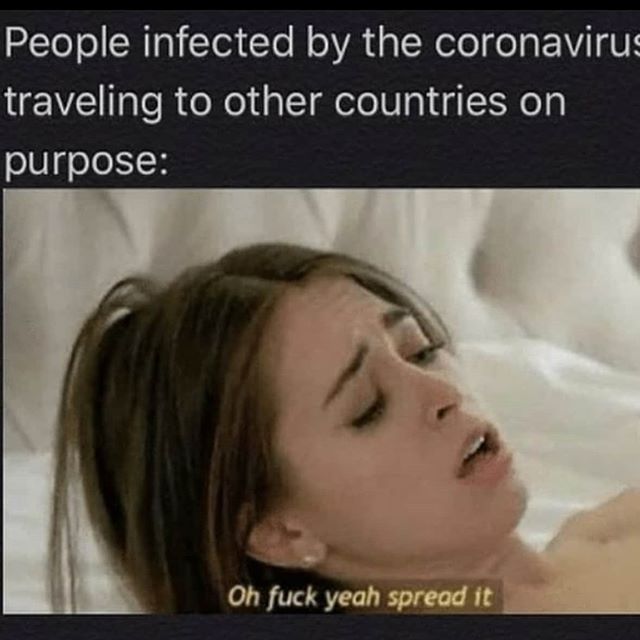 People infected by the coronavirus
traveling to other countries on
purpose:
Oh fuck yeah spread it